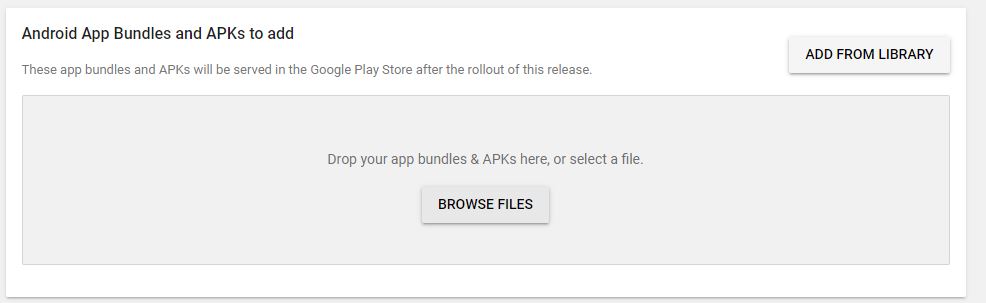 Android App Bundles and APKs to add
ADD FROM LIBRARY
These app bundles and APKs will be served in the Google Play Store after the rollout of this release.
Drop your app bundles & APKs here, or select a file.
BROWSE FILES